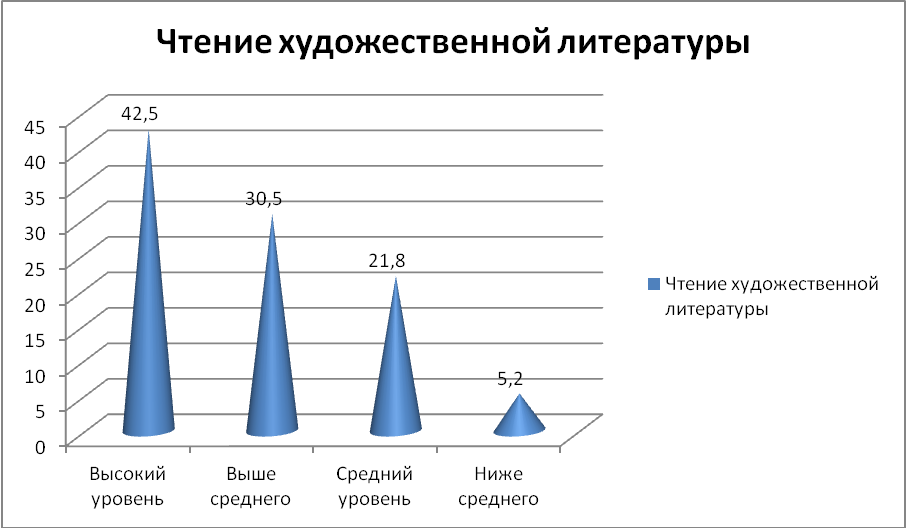 Чтение художественной литературы
42,5
30,5
21,8
5,2
45
40
35
30
25
20
15
10
5
0
Высокий
уровень
Выше
среднего
Средний
уровень
Ниже
среднего
Чтение художественной
литературы